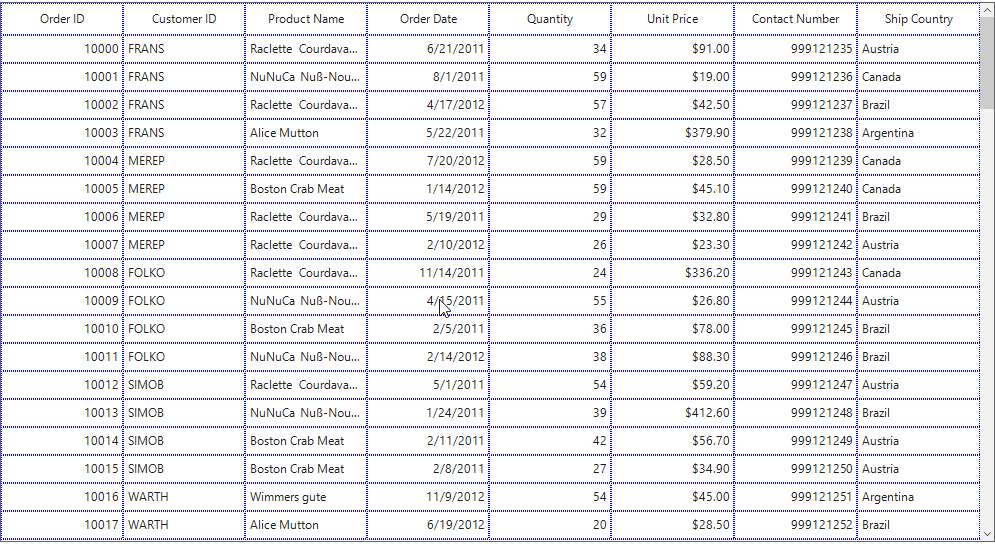 Order ID Customer ID Product Name Order Date Quantity Unit Price Contact Number Ship Country
10000 FRANS Raclette Courdava... 6/21/2011 34 $91.00 999121235 Austria
10001 FRANS NuNuCa Nuß-Nou... 8/1/2011 59 $19.00 999121236 Canada
10002 FRANS Raclette Courdava... 4/17/2012 57 $42.50 999121237 Brazil
10003 FRANS Alice Mutton 5/22/2011 32 $379.90 999121238 Argentina
10004 MEREP Raclette Courdava... 7/20/2012 59 $28.50 999121239 Canada
10005 MEREP Boston Crab Meat 1/14/2012 59 $45.10 999121240 Canada
10006 MEREP Raclette Courdava... 5/19/2011 29 $32.80 999121241 Brazil
10007 MEREP Raclette Courdava... 2/10/2012 26 $23.30 999121242 Austria
10008 FOLKO Raclette Courdava... 11/14/2011 24 $336.20 999121243 Canada
10009 FOLKO NuNuCa Nuß-Nou... 4/15/2011 55 $26.80 999121244 Austria
10010 FOLKO Boston Crab Meat 2/5/2011 36 $78.00 999121245 Brazil
10011 FOLKO NuNuCa Nuß-Nou... 2/14/2012 38 $88.30 999121246 Brazil
10012 SIMOB Raclette Courdava... 5/1/2011 54 $59.20 999121247 Austria
10013 SIMOB NuNuCa Nuß-Nou... 1/24/2011 39 $412.60 999121248 Brazil
10014 SIMOB Boston Crab Meat 2/11/2011 42 $56.70 999121249 Austria
10015 SIMOB Boston Crab Meat 2/8/2011 27 $34.90 999121250 Austria
10016 WARTH Wimmers gute 11/9/2012 54 $45.00 999121251 Argentina
10017 WARTH Alice Mutton 6/19/2012 20 $28.50 999121252 Brazil